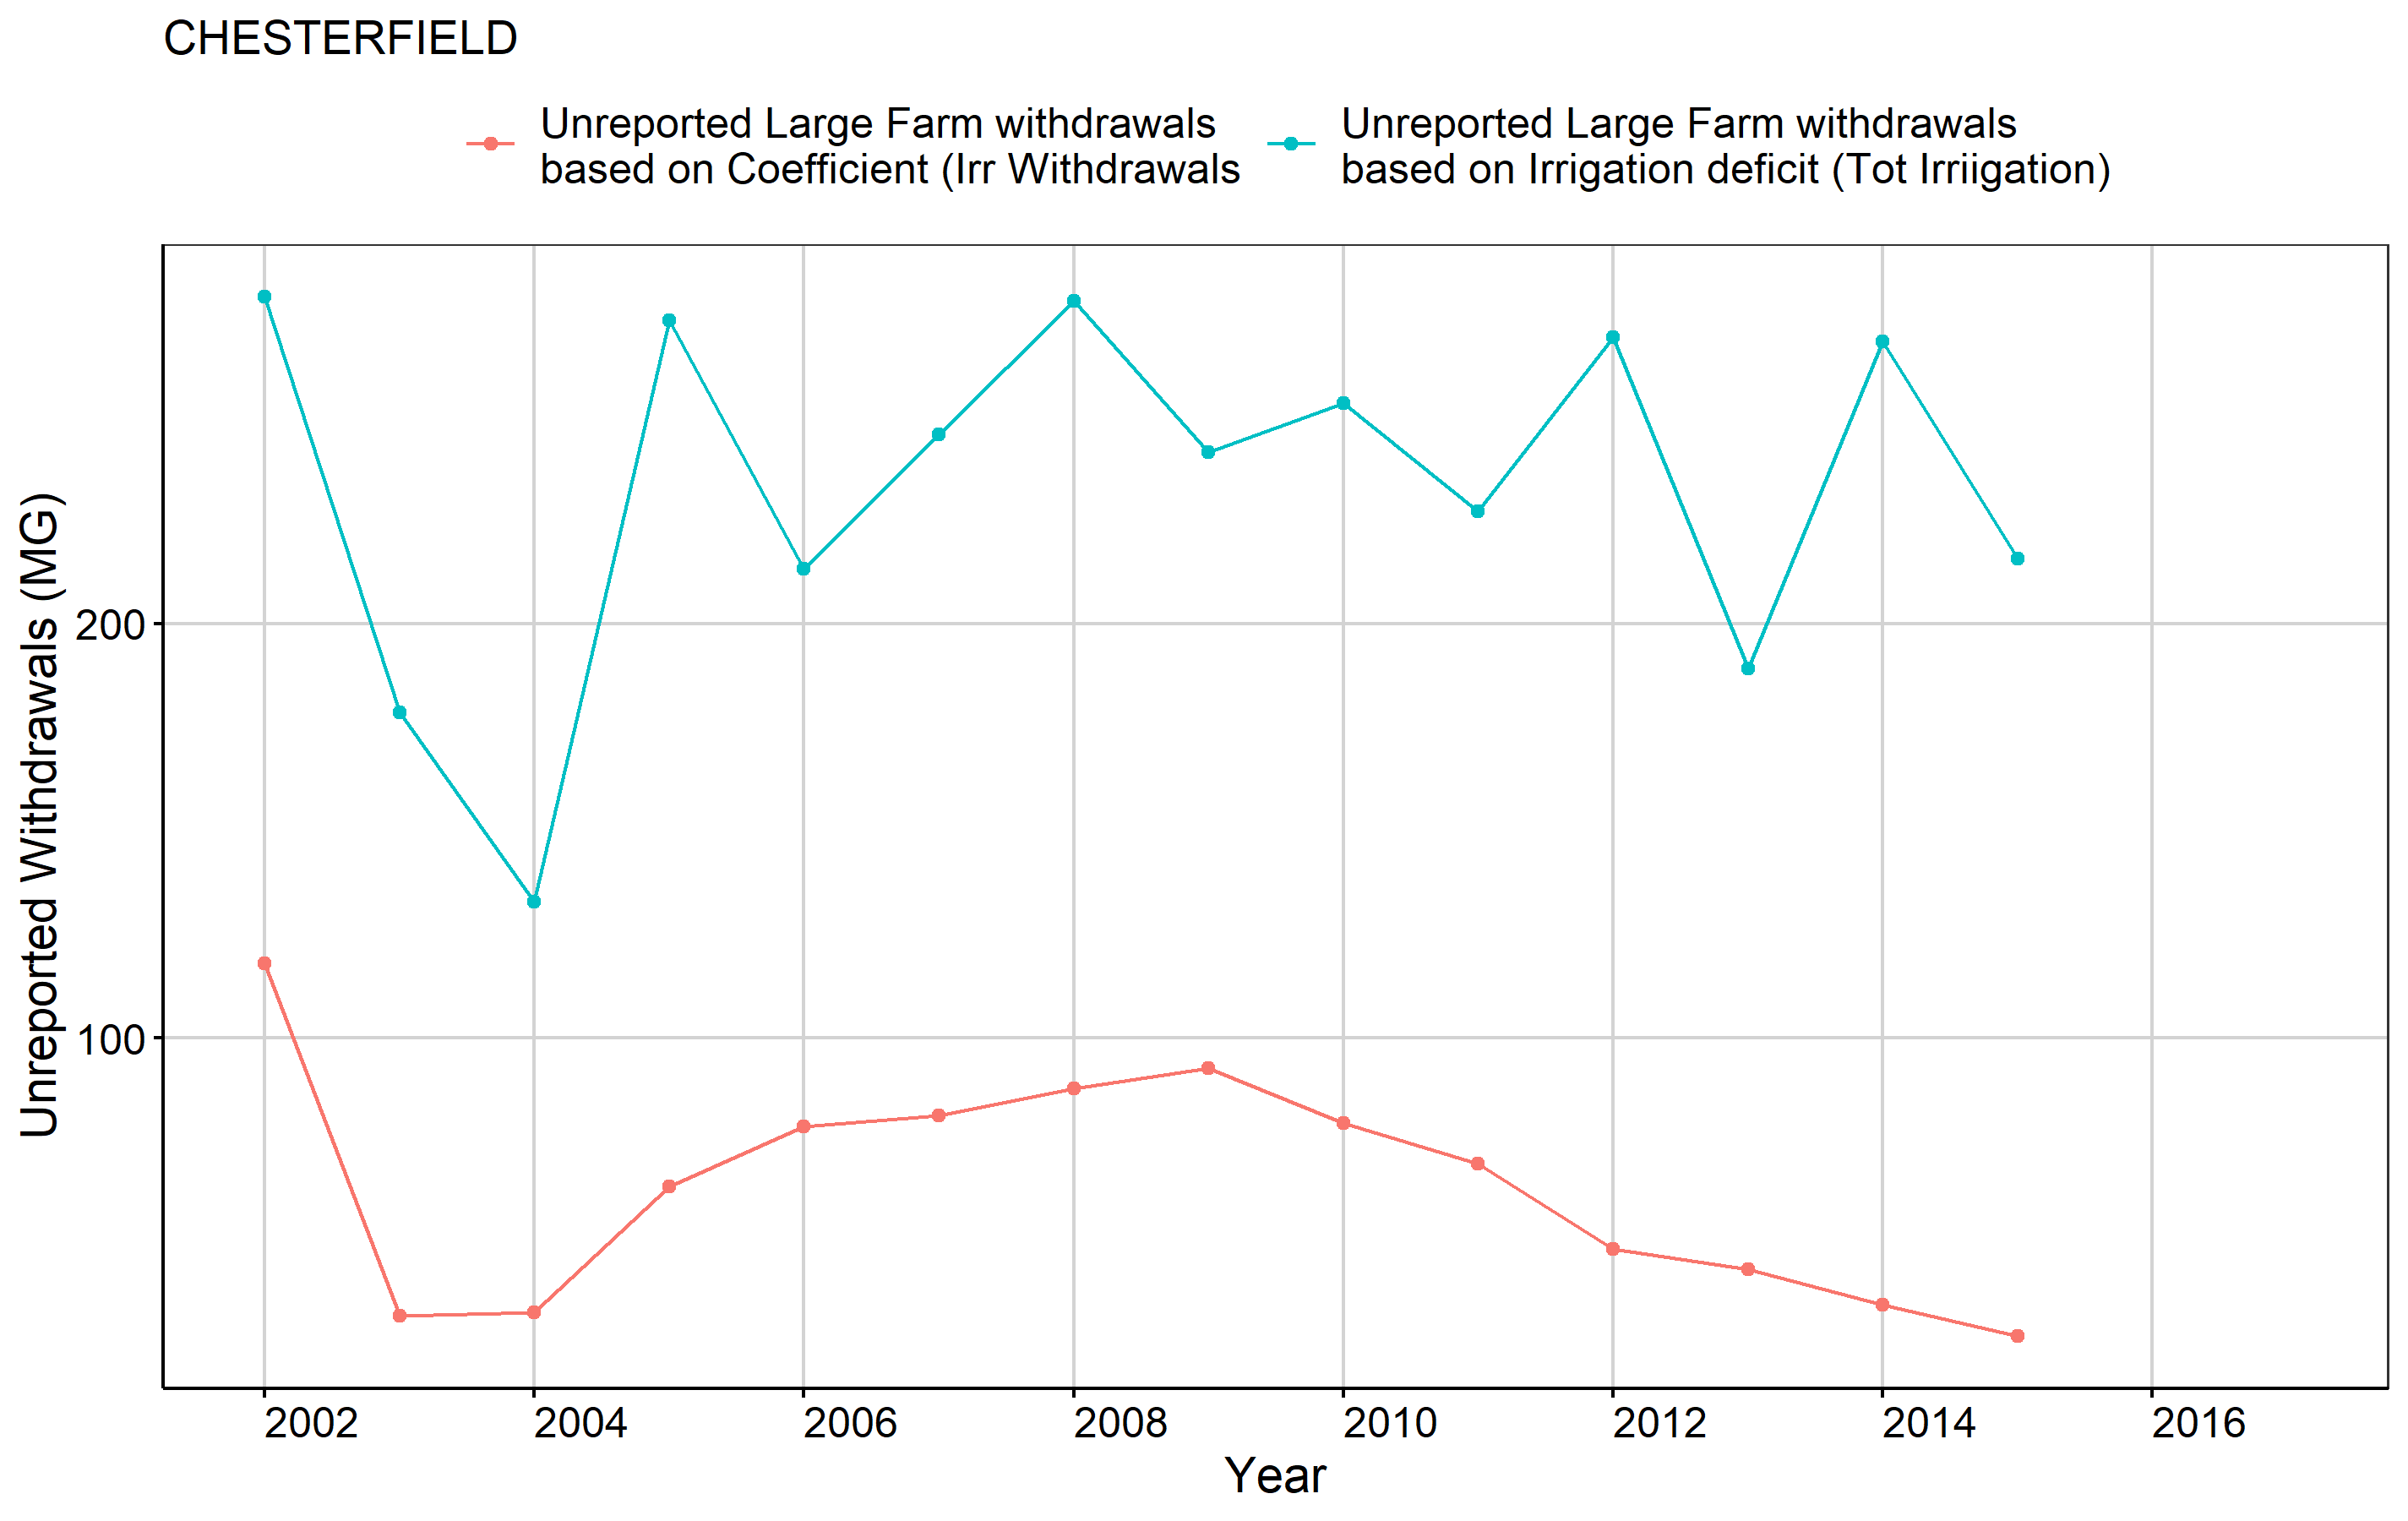 CHESTERFIELD
Unreported Large Farm withdrawals
based on Coefficient (Irr Withdrawals
Unreported Large Farm withdrawals
based on Irrigation deficit (Tot Irriigation)
Unreported Withdrawals (MG)
200
100
2002 2004 2006 2008 2010 2012 2014 2016
Year